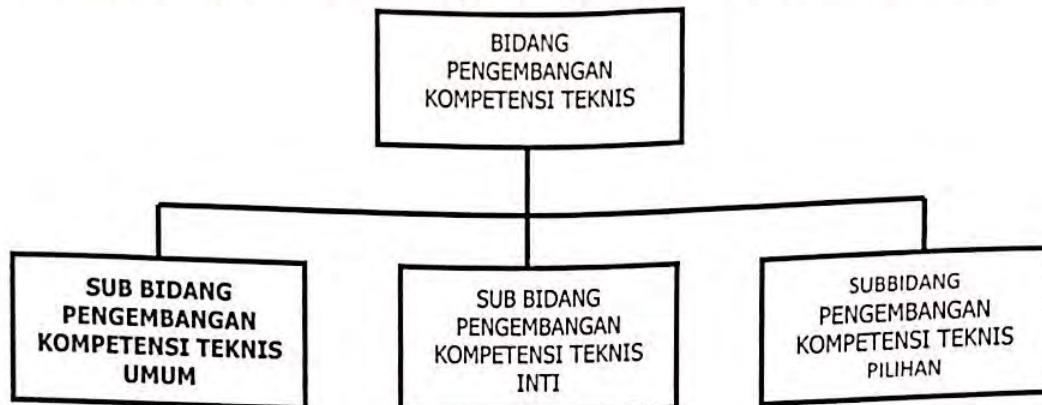 BIDANG
PENGEMBANGAN
KOMPETENSI TEKNIS
SUB BIDANG
PENGEMBANGAN
KOMPETENSI TEKNIS
UMUM
SUB BIDANG
PENGEMBANGAN
KOMPETENSI TEKNIS
INTI
SUBBIDANG
PENGEMBANGAN
KOMPETENSI TEKNIS
PILIHAN